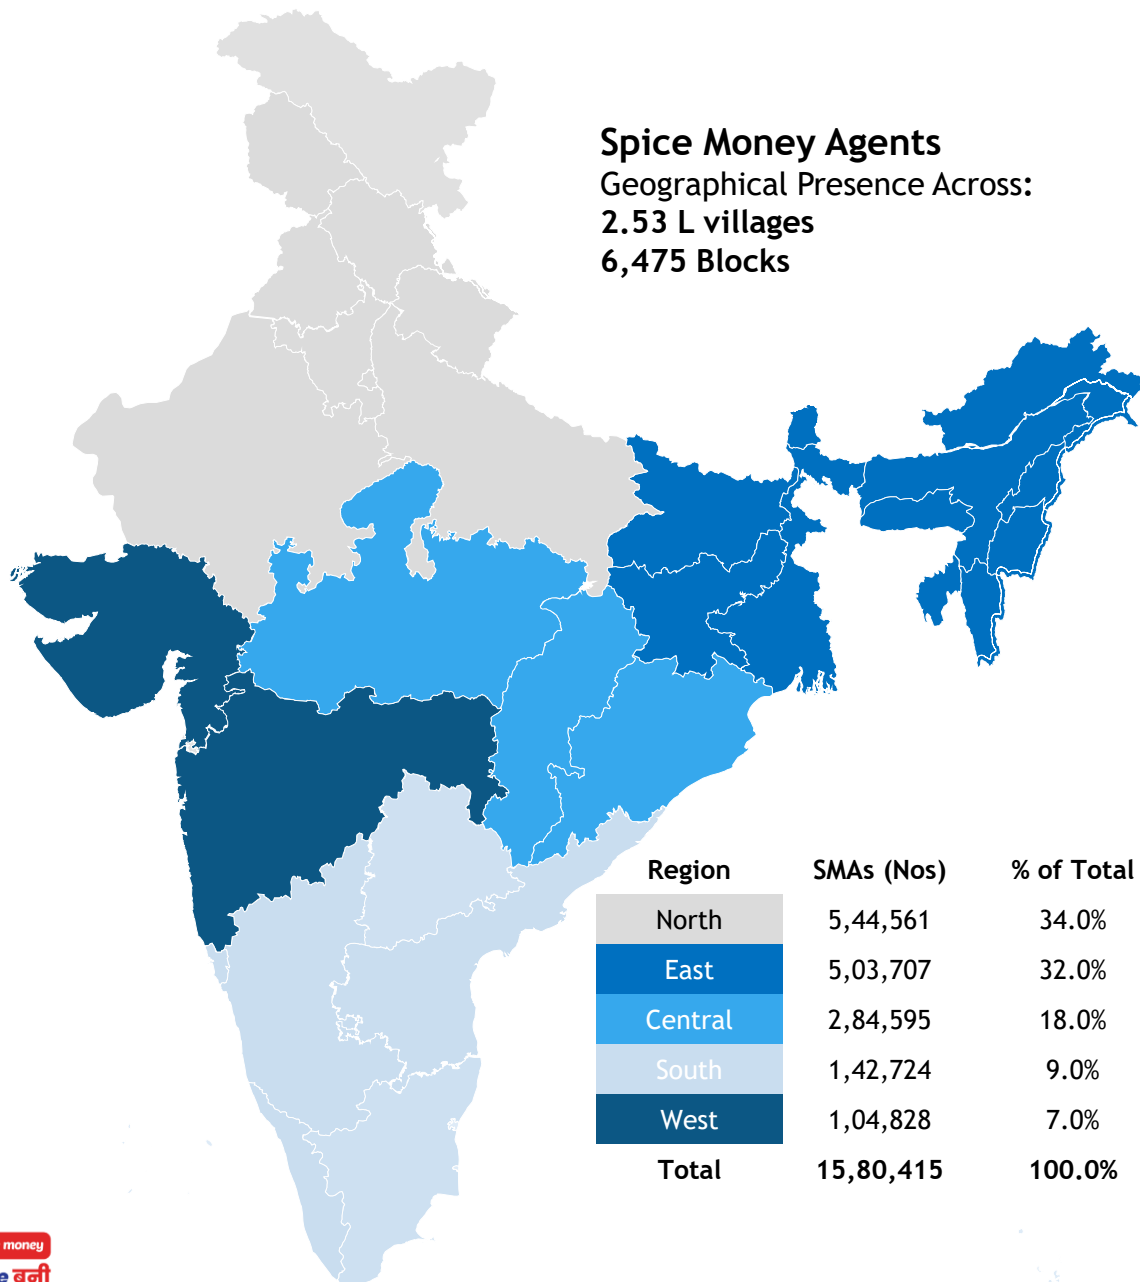 Spice Money Agents
Geographical Presence Across:
2.53 L villages
6,475 Blocks
Region SMAs (Nos) % of Total
North 5,44,561 34.0%
East 5,03,707 32.0%
Central 2,84,595 18.0%
South 1,42,724 9.0%
West 1,04,828 7.0%
Total 15,80,415 100.0%
money
बनी